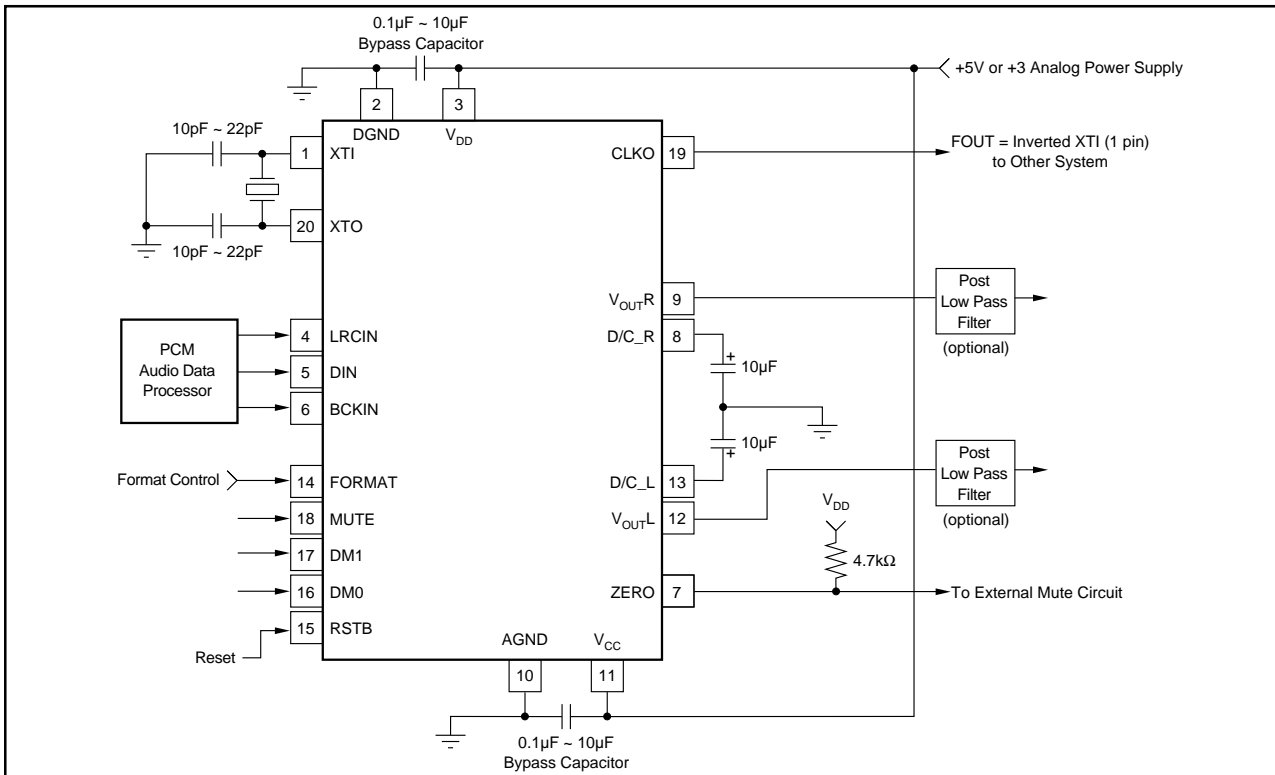 0.1µF ~ 10µF
Bypass Capacitor
+5V or +3 Analog Power Supply
2
3
DGND
VDD
10pF ~ 22pF
1
XTI
CLKO
19
FOUT = Inverted XTI (1 pin)
to Other System
20
XTO
10pF ~ 22pF
Post
Low Pass
Filter
(optional)
VOUTR
9
D/C_R
8
PCM
Audio Data
Processor
4
LRCIN
5
DIN
6
BCKIN
+
10µF
10µF
+
Format Control
14
FORMAT
D/C_L
13
Post
Low Pass
Filter
(optional)
18
MUTE
VOUTL
12
VDD
17
DM1
4.7kΩ
16
DM0
ZERO
7
To External Mute Circuit
15
RSTB
Reset
AGND
VCC
10
11
0.1µF ~ 10µF
Bypass Capacitor